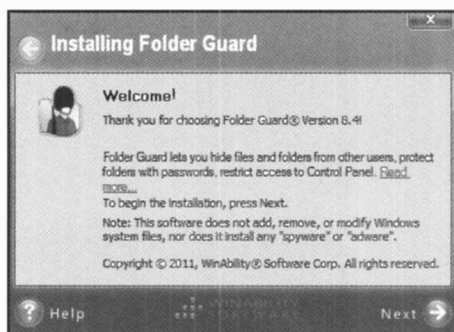 Installing Folder Guard
Welcome!
Thank you for choosing Folder Guard® Version 8.4!
Folder Guard lets you hide files and folders from other users, protect
folders with passwords, restrict access to Control Panel. Read
more...
To begin the installation, press Next.
Note: This software does not add, remove, or modify Windows
system files, nor does it install any "spyware" or "adware".
Copyright © 2011, WinAbility® Software Corp. All rights reserved.
? Help
WINABILITY
SOFTWARE
Next